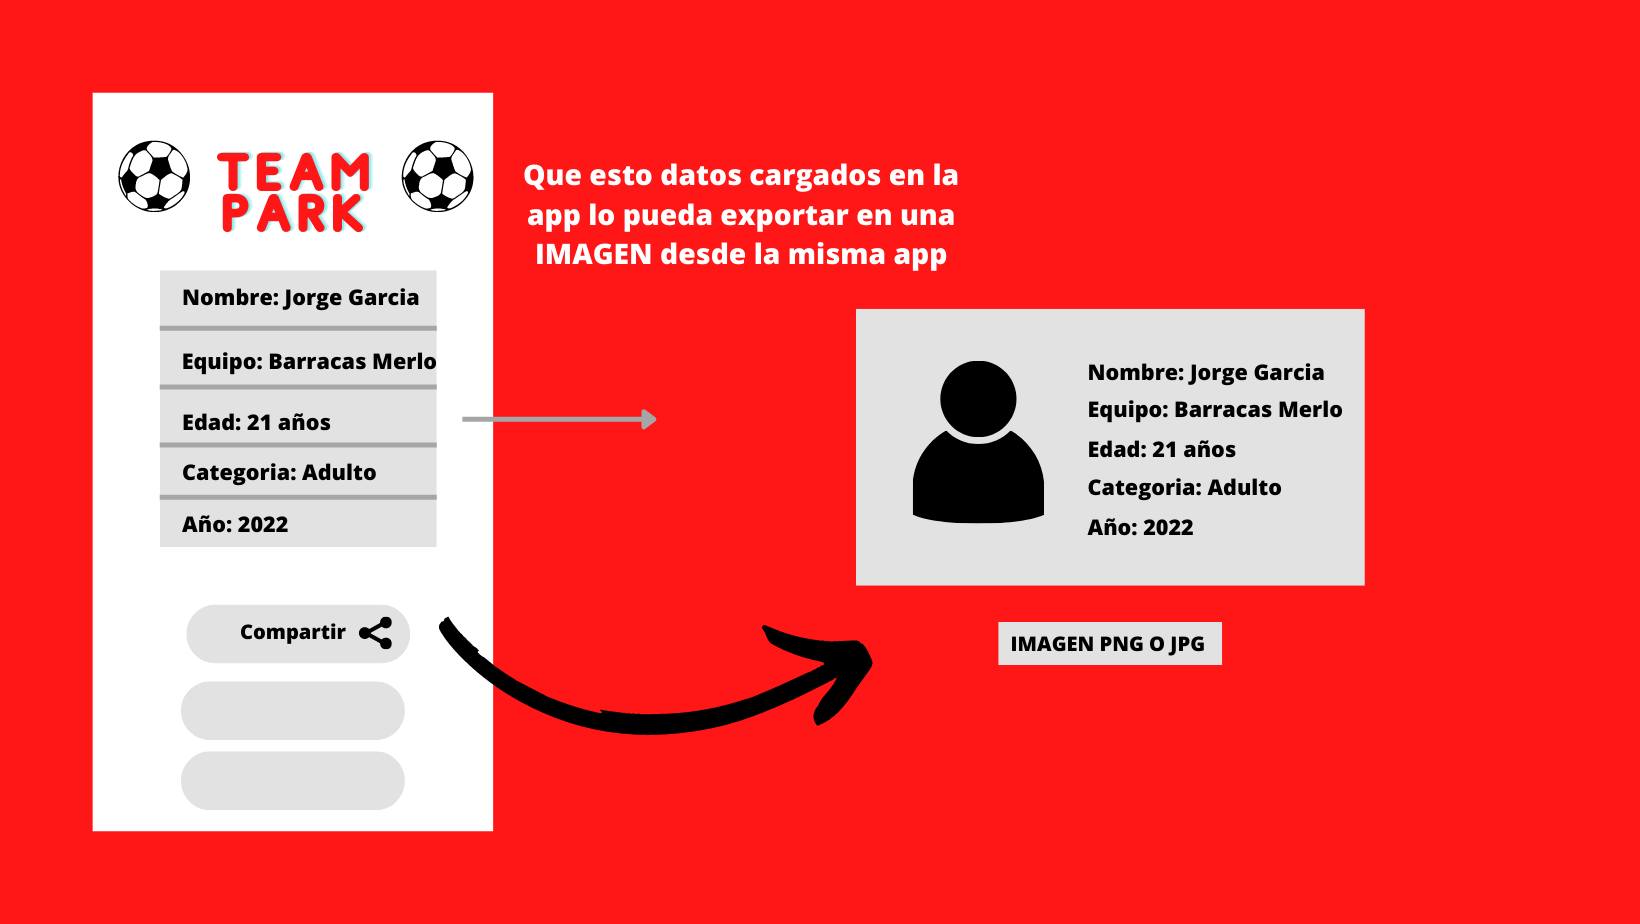 TEAM
PARK
Que esto datos cargados en la
app lo pueda exportar en una
IMAGEN desde la misma app
Nombre: Jorge Garcia
Equipo: Barracas Merlo
Edad: 21 años
Categoria: Adulto
Año: 2022
Compartir
Nombre: Jorge Garcia
Equipo: Barracas Merlo
Edad: 21 años
Categoria: Adulto
Año: 2022
IMAGEN PNG O JPG